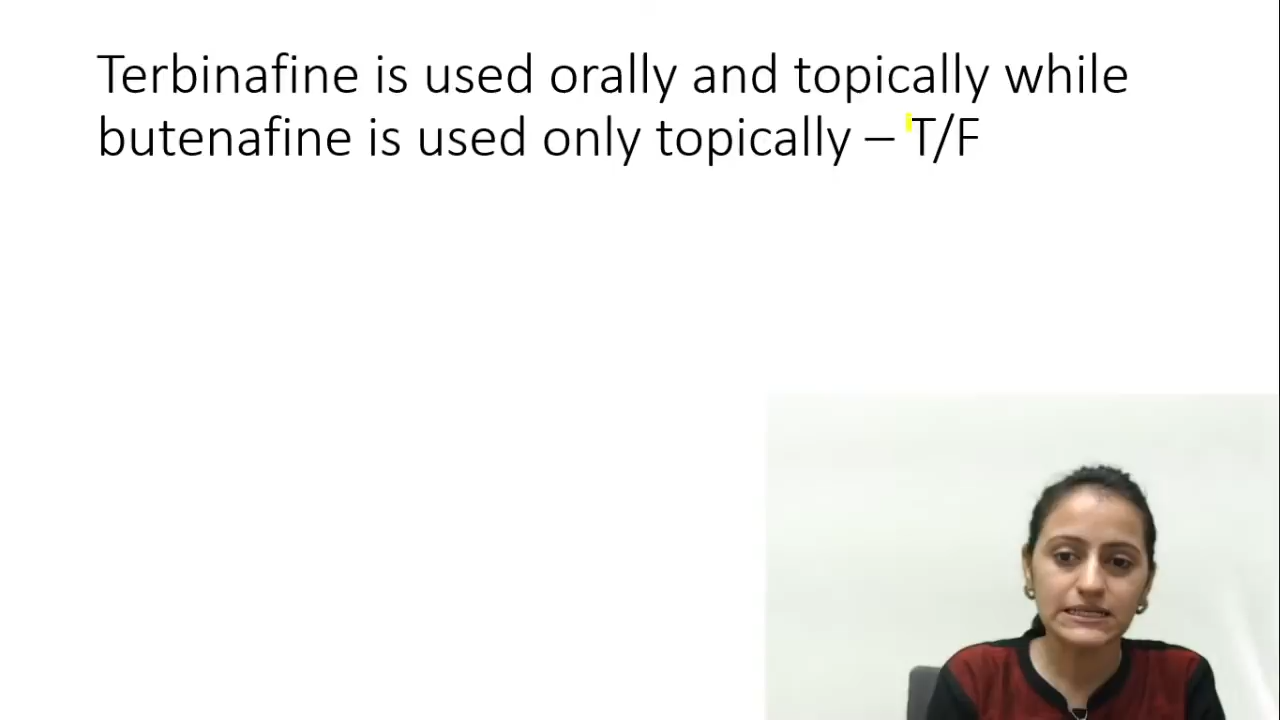 Terbinafine is used orally and topically while
butenafine is used only topically – T/F